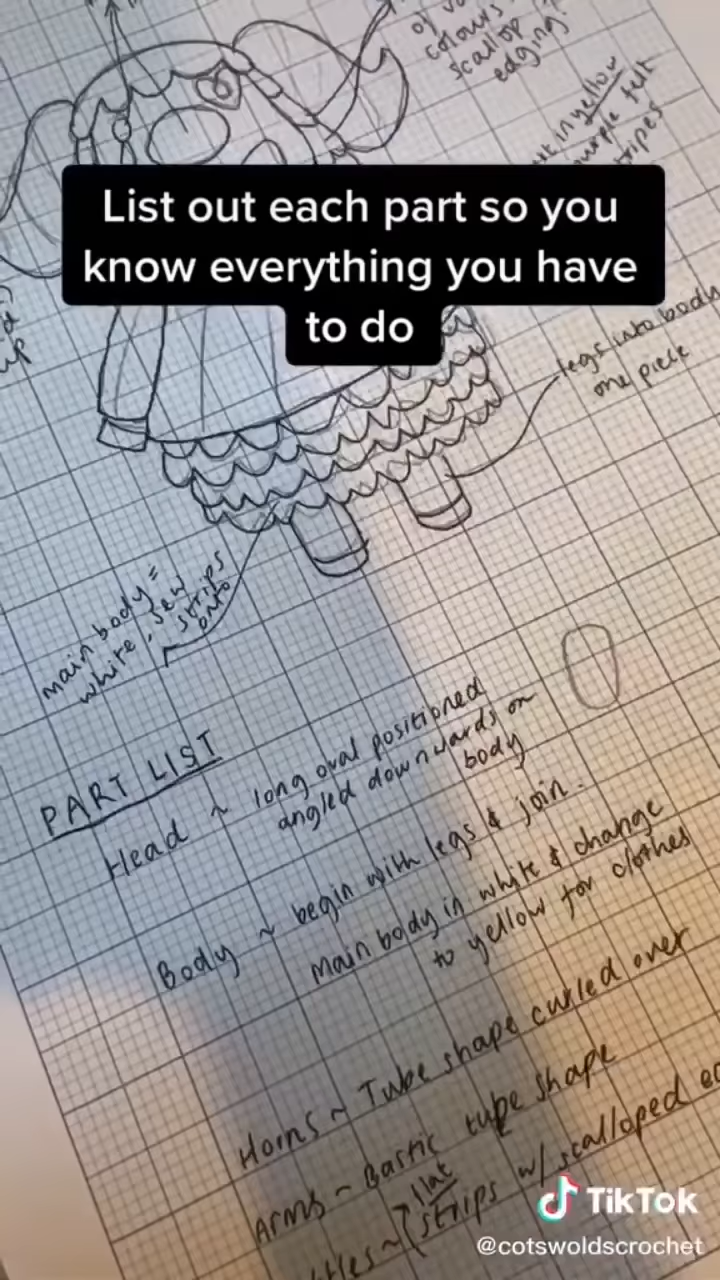 colours
scallop
edging.
in yellow
purple felt
stripes
List out each part so you
know everything you have
to do
up
legs into body
one piece
main body =
white, sew
strips
onto
PART LIST
Head ~ long oval positioned
angled downwards on
body
Body ~ begin with legs & join.
Main body in white & change
to yellow for clothes
Horns ~ Tube shape curled over
Arms ~ Bastic tube shape
flat
strips w/ scalloped
TikTok
@cotswoldscrochet